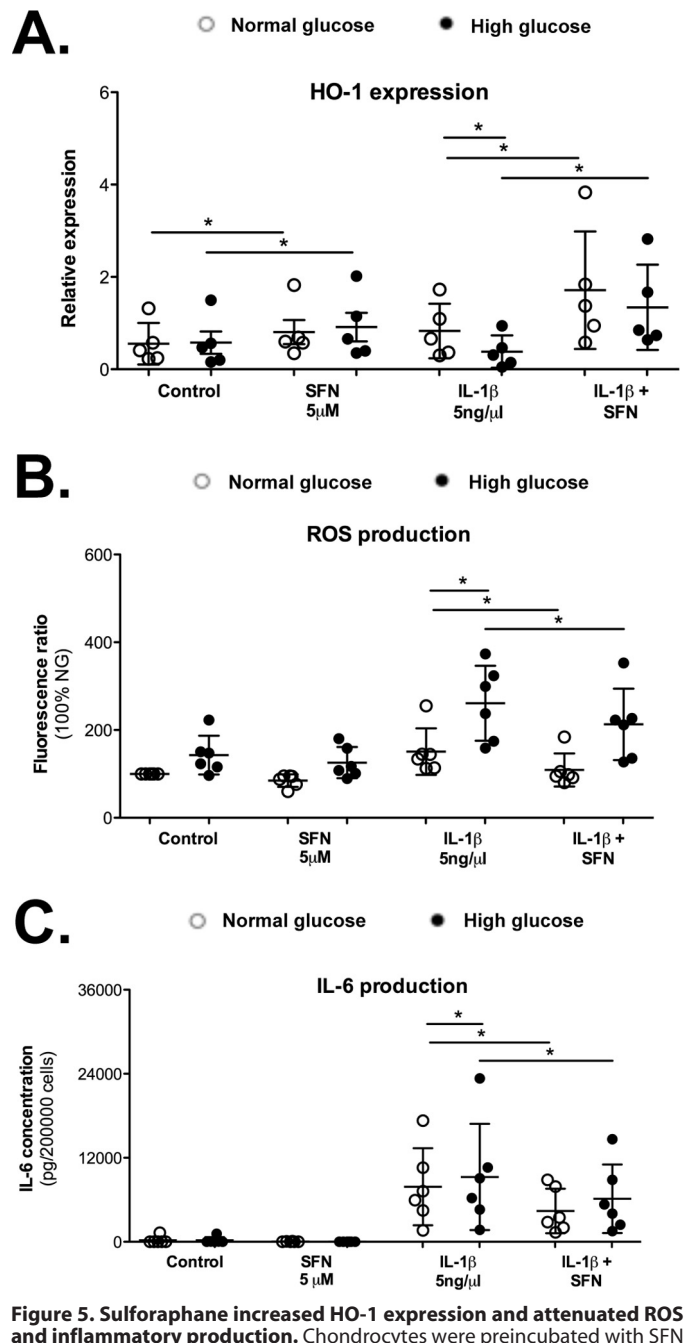 A.
Normal glucose High glucose
HO-1 expression
Relative expression
6
4
2
0
* * * * *
Control SFN IL-1β IL-1β +
5μM 5ng/μl SFN
B.
Normal glucose High glucose
ROS production
Fluorescence ratio
(100% NG)
600
400
200
0
* * *
Control SFN IL-1β IL-1β +
5μM 5ng/μl SFN
C.
Normal glucose High glucose
IL-6 production
IL-6 concentration
(pg/200000 cells)
36000
24000
12000
0
* * *
Control SFN IL-1β IL-1β +
5 μM 5ng/μl SFN
Figure 5. Sulforaphane increased HO-1 expression and attenuated ROS
and inflammatory production. Chondrocytes were preincubated with SFN